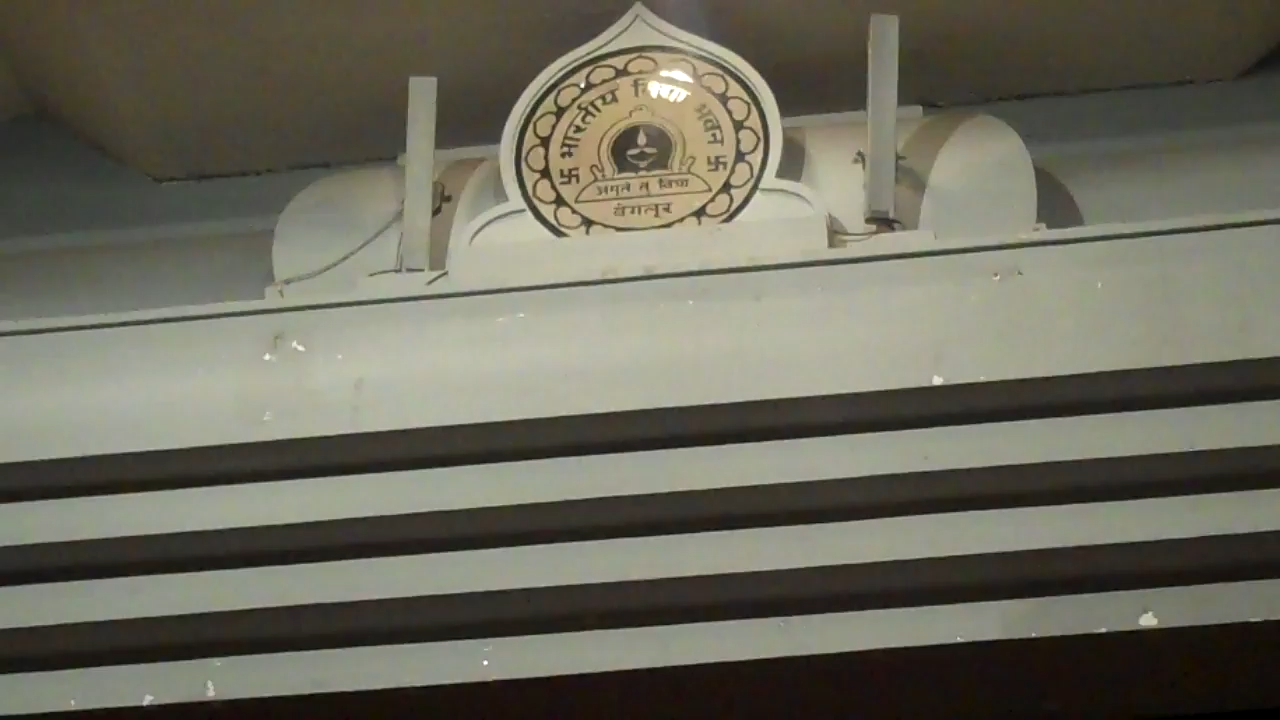 भारतीय विद्या भवन
अमृतं तु विद्या
बेंगलूर